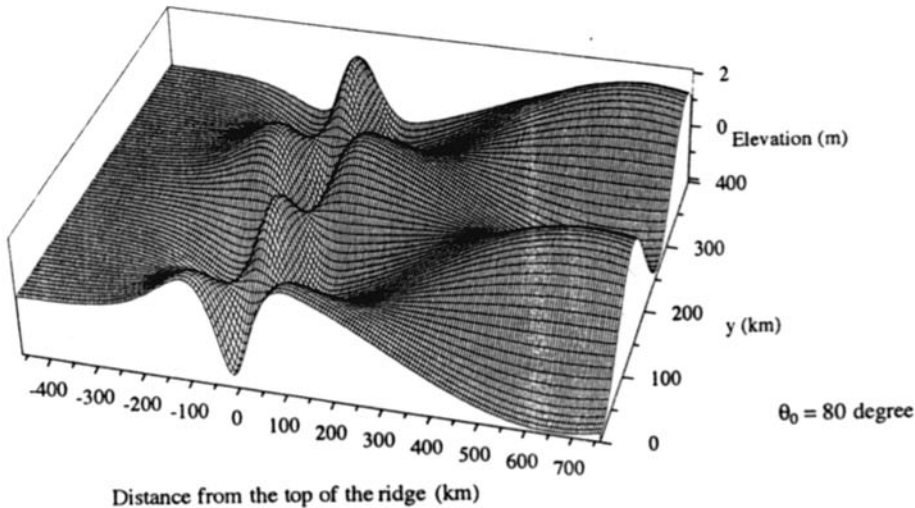 2
0
Elevation (m)
400
300
200
y (km)
100
0
θ₀ = 80 degree
-400 -300 -200 -100 0 100 200 300 400 500 600 700
Distance from the top of the ridge (km)